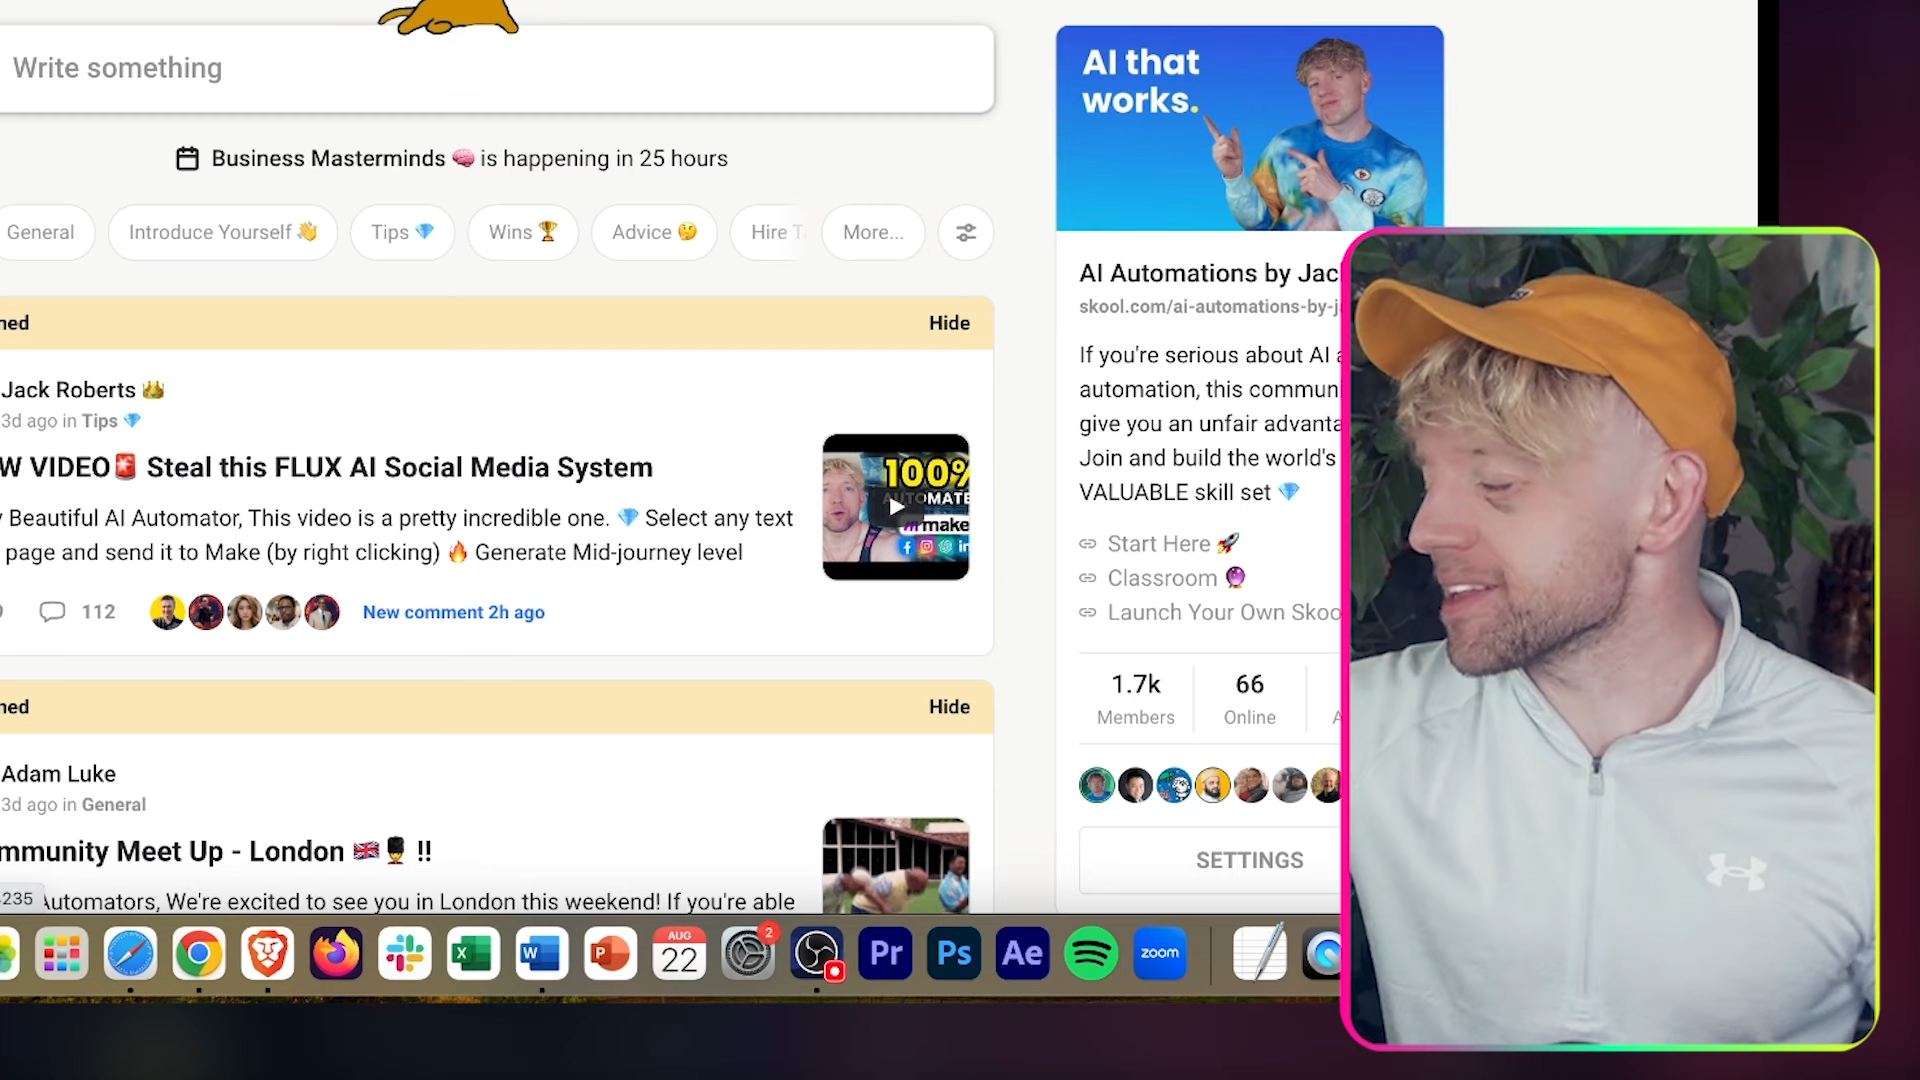 Write something
Business Masterminds 🧠 is happening in 25 hours
General
Introduce Yourself 👋
Tips 💎
Wins 🏆
Advice 🤔
Hire T
More...
ned
Hide
Jack Roberts 👑
3d ago in Tips 💎
W VIDEO🚨 Steal this FLUX AI Social Media System
Beautiful AI Automator, This video is a pretty incredible one. 💎 Select any text
page and send it to Make (by right clicking) 🔥 Generate Mid-journey level
100%
AUTOMATE
make
in
112
New comment 2h ago
ned
Hide
Adam Luke
3d ago in General
mmunity Meet Up - London 🇬🇧💂 !!
235
Automators, We're excited to see you in London this weekend! If you're able
AI that
works.
AI Automations by Jac
skool.com/ai-automations-by-j
If you're serious about AI
automation, this commun
give you an unfair advanta
Join and build the world's
VALUABLE skill set 💎
Start Here 🚀
Classroom 🔮
Launch Your Own Skoo
1.7k
Members
66
Online
A
SETTINGS
X
W
P
AUG
22
2
Pr
Ps
Ae
zoom